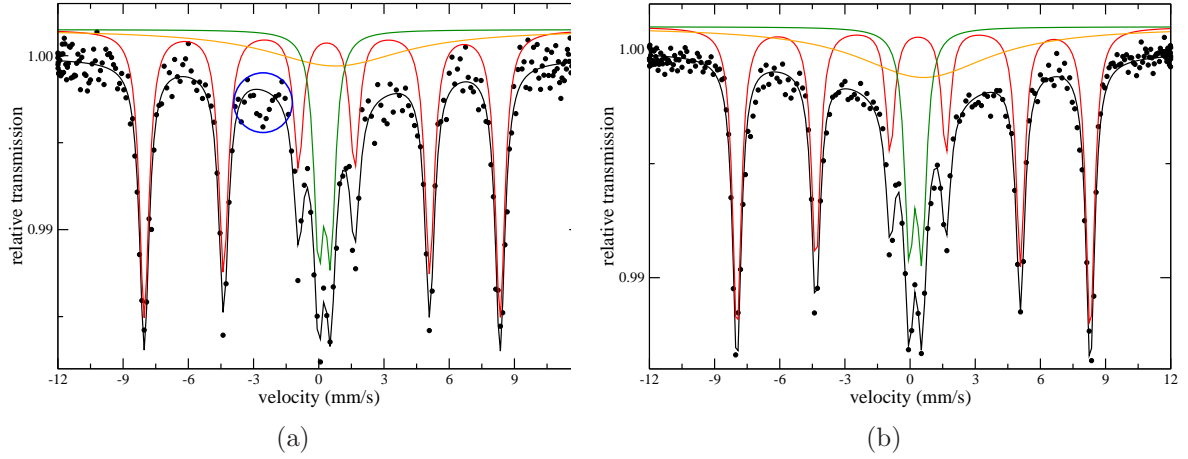 1.00
0.99
relative transmission
-12 -9 -6 -3 0 3 6 9
velocity (mm/s)
(a)
1.00
0.99
relative transmission
-12 -9 -6 -3 0 3 6 9 12
velocity (mm/s)
(b)